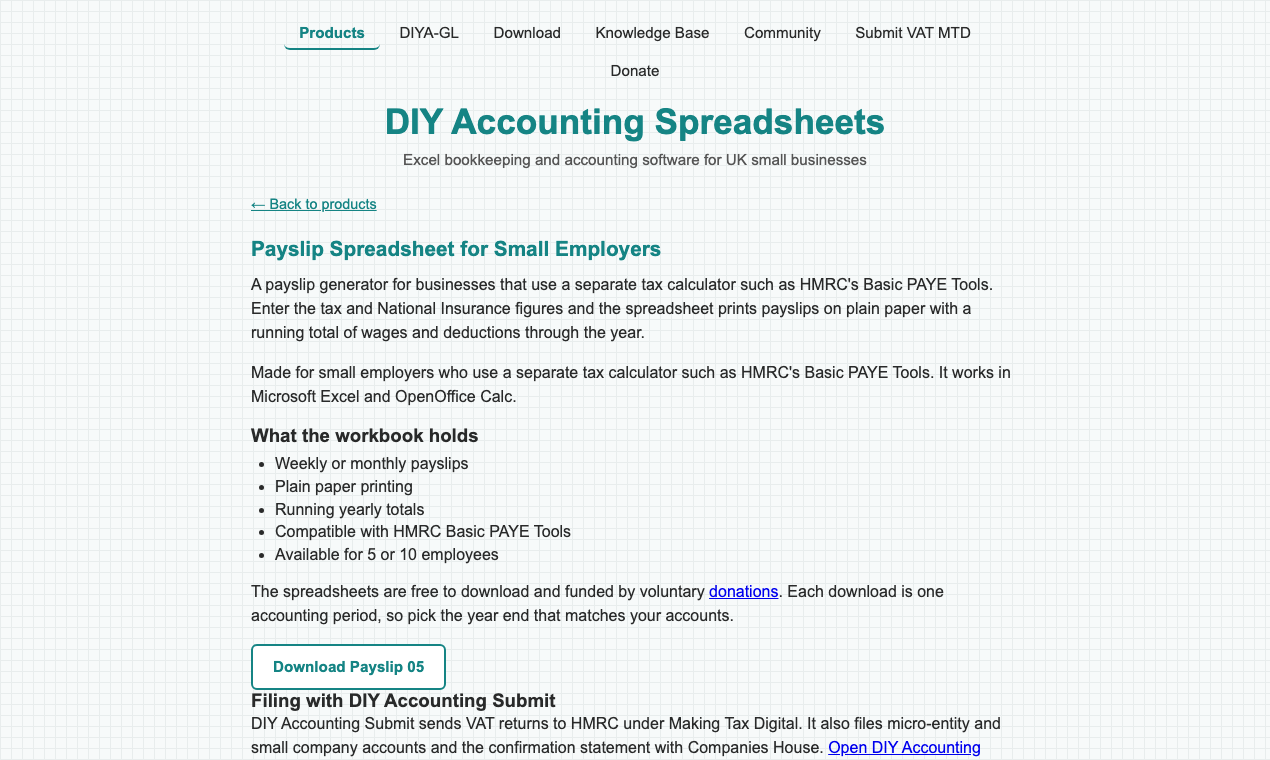 Products DIYA-GL Download Knowledge Base Community Submit VAT MTD
Donate
DIY Accounting Spreadsheets
Excel bookkeeping and accounting software for UK small businesses
← Back to products
Payslip Spreadsheet for Small Employers
A payslip generator for businesses that use a separate tax calculator such as HMRC's Basic PAYE Tools.
Enter the tax and National Insurance figures and the spreadsheet prints payslips on plain paper with a
running total of wages and deductions through the year.
Made for small employers who use a separate tax calculator such as HMRC's Basic PAYE Tools. It works in
Microsoft Excel and OpenOffice Calc.
What the workbook holds
• Weekly or monthly payslips
• Plain paper printing
• Running yearly totals
• Compatible with HMRC Basic PAYE Tools
• Available for 5 or 10 employees
The spreadsheets are free to download and funded by voluntary donations. Each download is one
accounting period, so pick the year end that matches your accounts.
Download Payslip 05
Filing with DIY Accounting Submit
DIY Accounting Submit sends VAT returns to HMRC under Making Tax Digital. It also files micro-entity and
small company accounts and the confirmation statement with Companies House. Open DIY Accounting